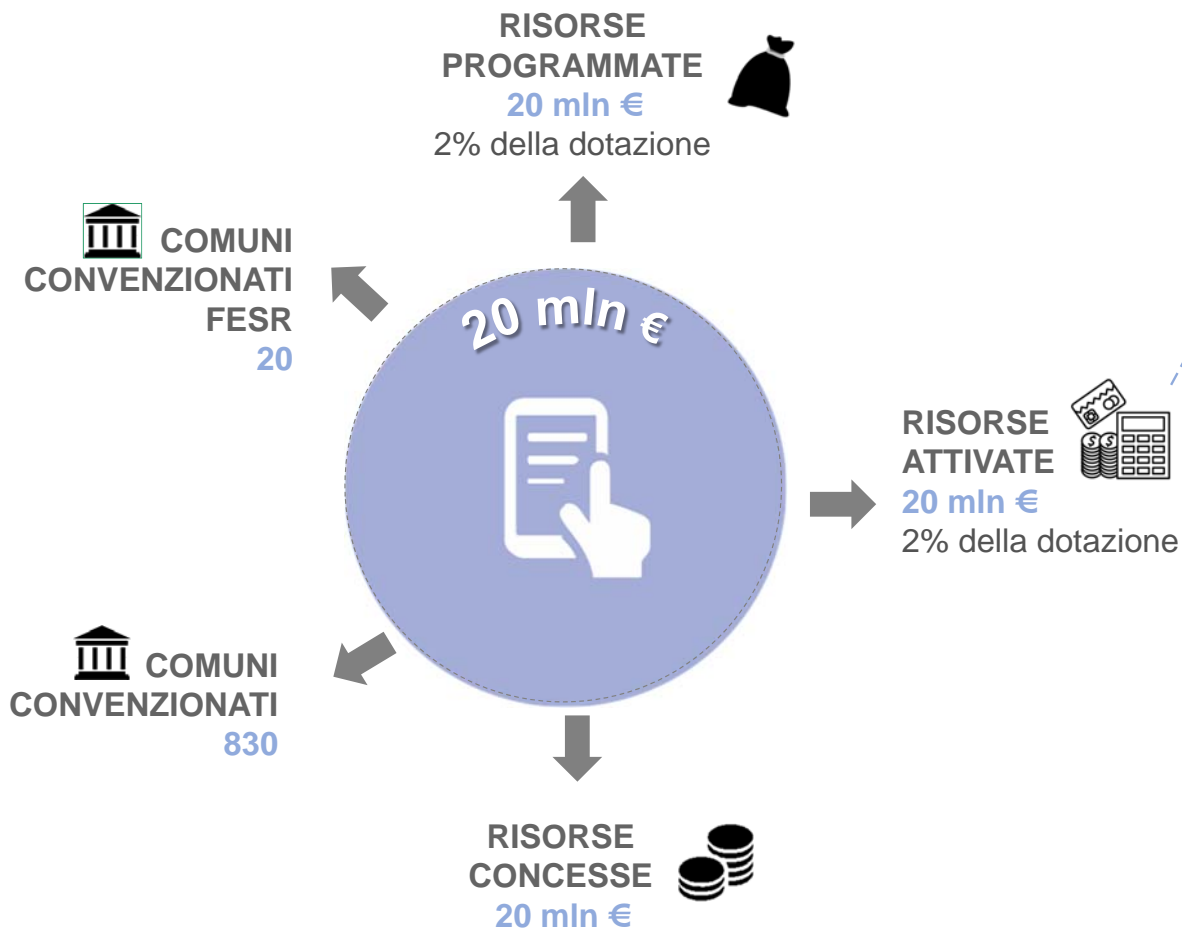 RISORSE
PROGRAMMATE
20 mln €
2% della dotazione
COMUNI
CONVENZIONATI
FESR
20
20 mln €
RISORSE
ATTIVATE
20 mln €
2% della dotazione
COMUNI
CONVENZIONATI
830
RISORSE
CONCESSE
20 mln €